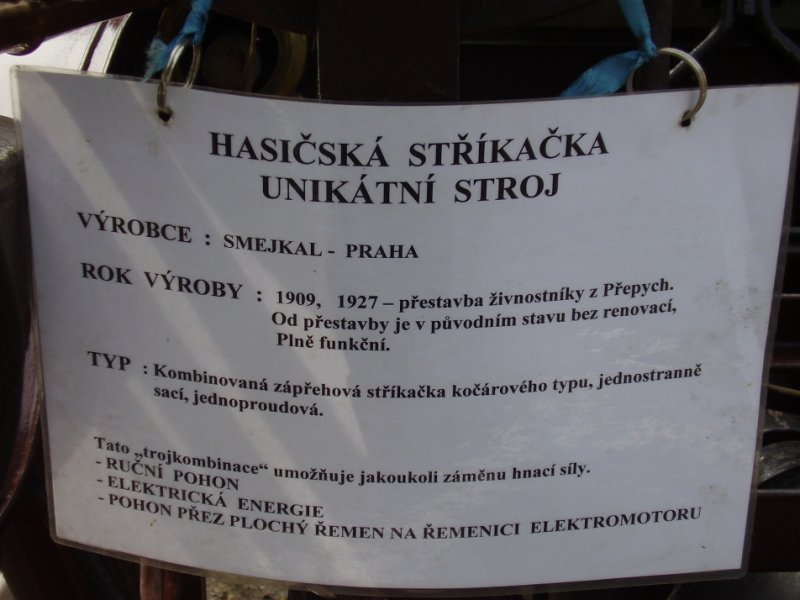 HASIČSKÁ STŘÍKAČKA
UNIKÁTNÍ STROJ
VÝROBCE : SMEJKAL - PRAHA
ROK VÝROBY : 1909, 1927 – přestavba živnostníky z Přepych.
Od přestavby je v původním stavu bez renovací,
Plně funkční.
TYP : Kombinovaná zápřehová stříkačka kočárového typu, jednostranně
sací, jednoproudová.
Tato „trojkombinace“ umožňuje jakoukoli záměnu hnací síly.
- RUČNÍ POHON
- ELEKTRICKÁ ENERGIE
- POHON PŘEZ PLOCHÝ ŘEMEN NA ŘEMENICI ELEKTROMOTORU